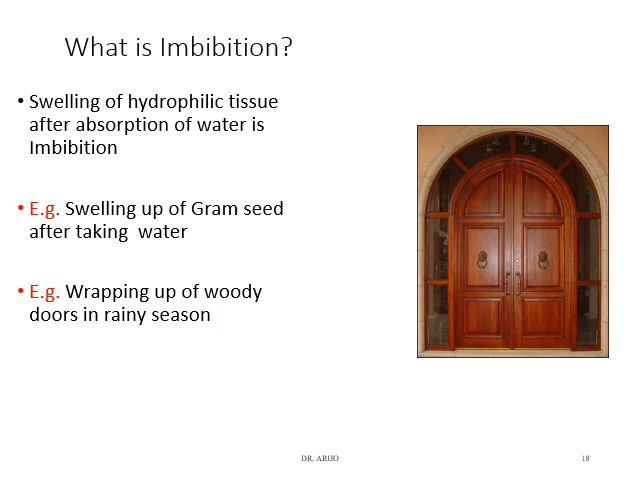 What is Imbibition?
• Swelling of hydrophilic tissue
after absorption of water is
Imbibition
• E.g. Swelling up of Gram seed
after taking water
• E.g. Wrapping up of woody
doors in rainy season
DR. ARIJO
18